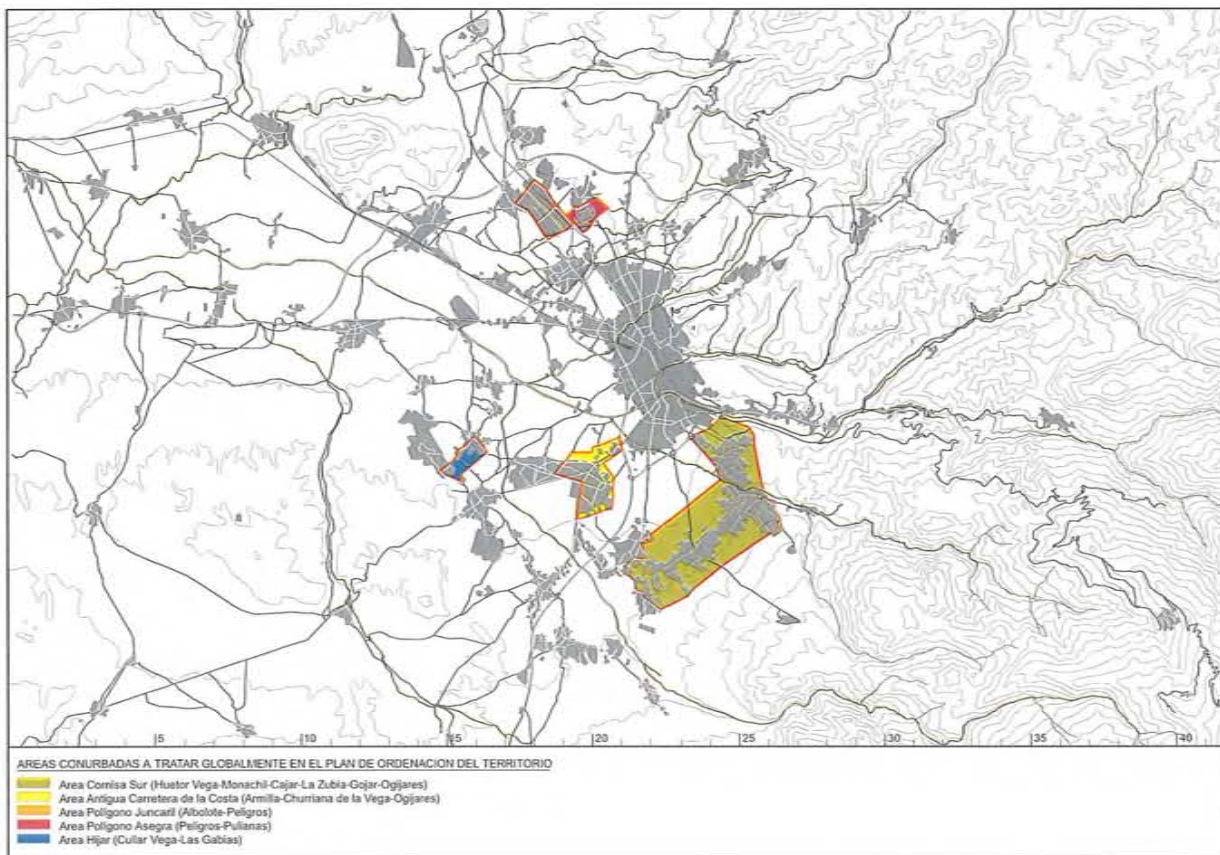 5 10 15 20 25 30 35 40
AREAS CONURBADAS A TRATAR GLOBALMENTE EN EL PLAN DE ORDENACION DEL TERRITORIO
Area Cornisa Sur (Huetor Vega-Monachil-Cajar-La Zubia-Gojar-Ogijares)
Area Antigua Carretera de la Costa (Armilla-Churriana de la Vega-Ogijares)
Area Polígono Juncaril (Albolote-Peligros)
Area Polígono Asegra (Peligros-Pulianas)
Area Hijar (Cullar Vega-Las Gabias)